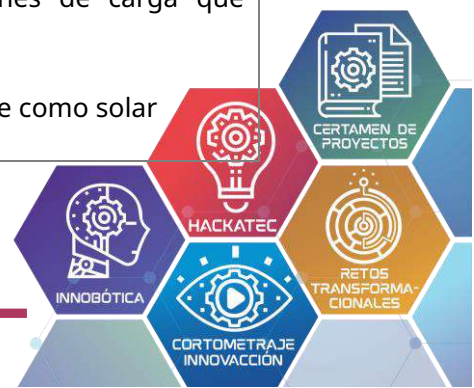 nes de carga que
e como solar
CERTAMEN DE
PROYECTOS
HACKATEC
INNOBÓTICA
RETOS
TRANSFORMA-
CIONALES
CORTOMETRAJE
INNOVACCIÓN